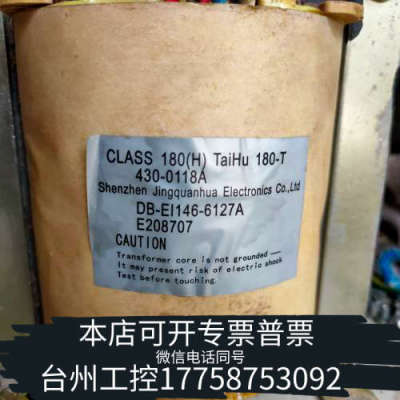 CLASS 180(H) TaiHu 180-T
430-0118A
Shenzhen Jingquanhua Electronics Co.,Ltd
DB-EI146-6127A
E208707
CAUTION
Transformer core is not grounded —
It may present risk of electric shock
Test before touching.
本店可开专票普票
微信电话同号
台州工控17758753092